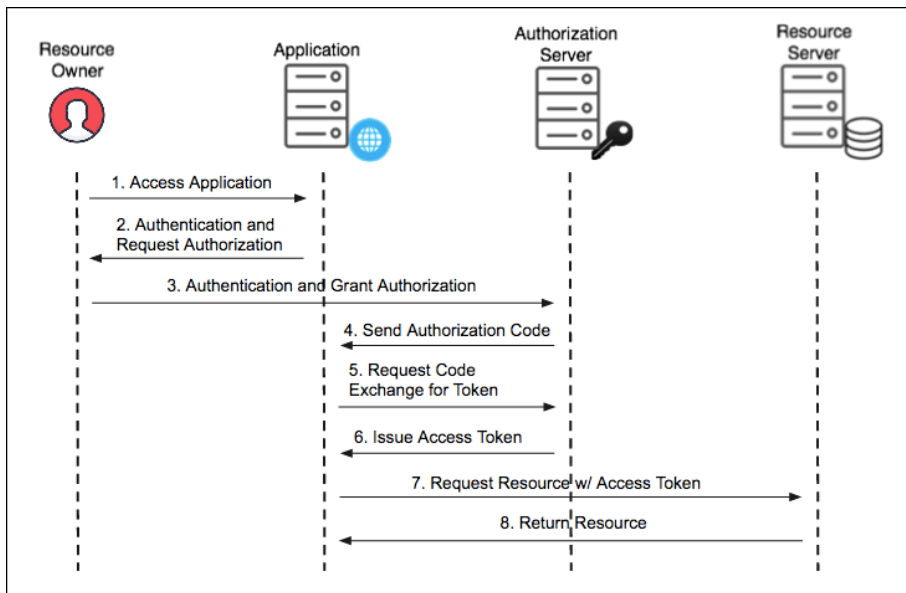 Resource
Owner
Application
Authorization
Server
Resource
Server
1. Access Application
2. Authentication and
Request Authorization
3. Authentication and Grant Authorization
4. Send Authorization Code
5. Request Code
Exchange for Token
6. Issue Access Token
7. Request Resource w/ Access Token
8. Return Resource